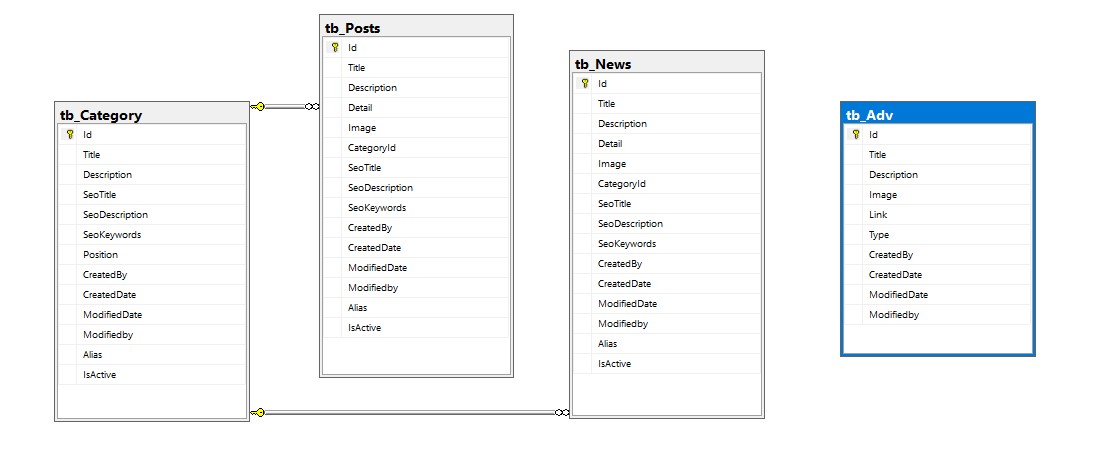 tb_Category
Id
Title
Description
SeoTitle
SeoDescription
SeoKeywords
Position
CreatedBy
CreatedDate
ModifiedDate
Modifiedby
Alias
IsActive
tb_Posts
Id
Title
Description
Detail
Image
CategoryId
SeoTitle
SeoDescription
SeoKeywords
CreatedBy
CreatedDate
ModifiedDate
Modifiedby
Alias
IsActive
tb_News
Id
Title
Description
Detail
Image
CategoryId
SeoTitle
SeoDescription
SeoKeywords
CreatedBy
CreatedDate
ModifiedDate
Modifiedby
Alias
IsActive
tb_Adv
Id
Title
Description
Image
Link
Type
CreatedBy
CreatedDate
ModifiedDate
Modifiedby